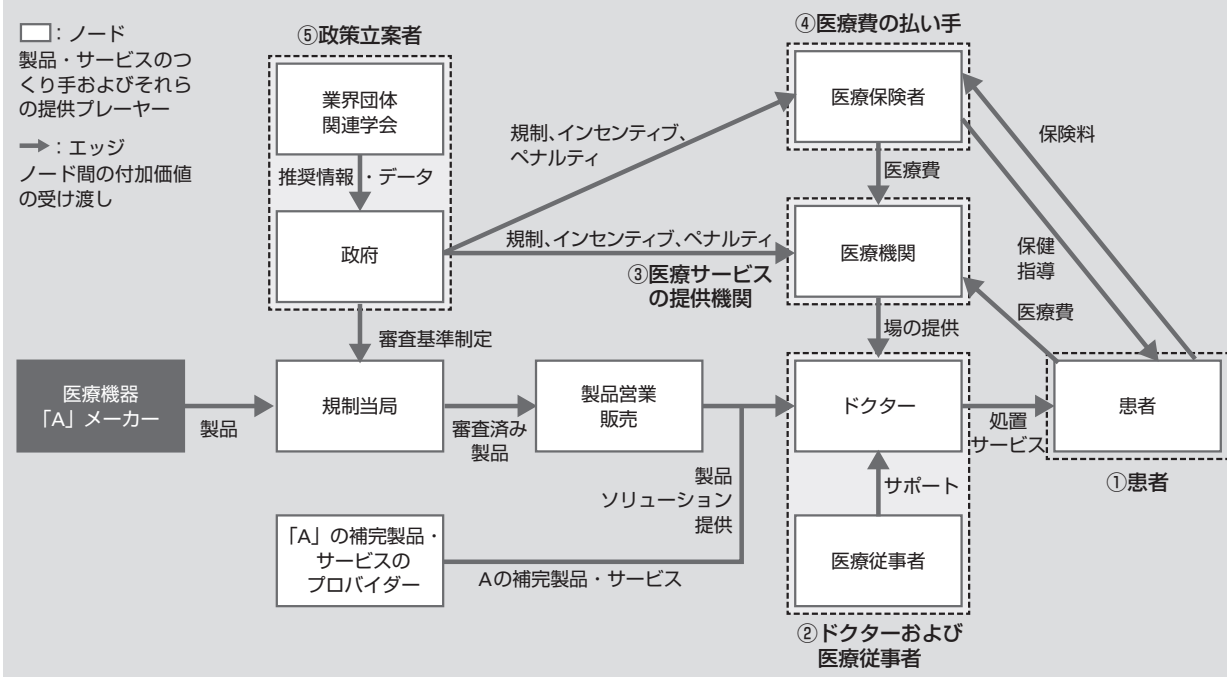 ：ノード
製品・サービスのつ
くり手およびそれら
の提供プレーヤー
：エッジ
ノード間の付加価値
の受け渡し
⑤政策立案者
業界団体
関連学会
推奨情報・データ
政府
審査基準制定
④医療費の払い手
医療保険者
規制、インセンティブ、
ペナルティ
保険料
医療費
規制、インセンティブ、ペナルティ
医療機関
③医療サービス
の提供機関
保健
指導
医療費
場の提供
医療機器
「A」メーカー
製品
規制当局
審査済み
製品
製品営業
販売
ドクター
処置
サービス
患者
①患者
製品
ソリューション
提供
サポート
「A」の補完製品・
サービスの
プロバイダー
Aの補完製品・サービス
医療従事者
②ドクターおよび
医療従事者